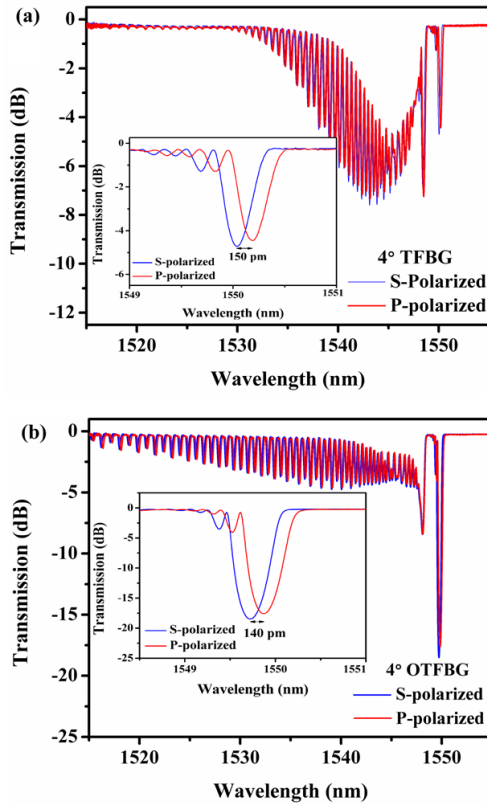 (a)
0
-2
-4
-6
-8
-10
-12
Transmission (dB)
0
-2
-4
-6
Transmission (dB)
S-polarized
P-polarized
150 pm
1549
1550
1551
Wavelength (nm)
4° TFBG
S-Polarized
P-Polarized
1520
1530
1540
1550
Wavelength (nm)
(b)
0
-5
-10
-15
-20
-25
Transmission (dB)
0
-5
-10
-15
-20
-25
Transmission (dB)
S-polarized
P-polarized
140 pm
1549
1550
1551
Wavelength (nm)
4° OTFBG
S-polarized
P-polarized
1520
1530
1540
1550
Wavelength (nm)